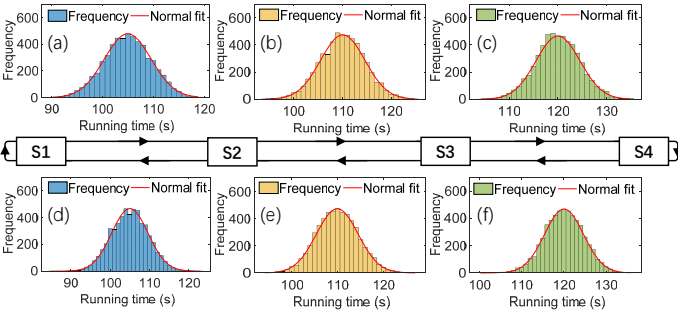 600 Frequency Normal fit
(a)
400
200
0
90 100 110 120
Running time (s)
Frequency
600 Frequency Normal fit
(b)
400
200
0
100 110 120
Running time (s)
Frequency
600 Frequency Normal fit
(c)
400
200
0
110 120 130
Running time (s)
Frequency
S1 S2 S3 S4
600 Frequency Normal fit
(d)
400
200
0
90 100 110 120
Running time (s)
Frequency
600 Frequency Normal fit
(e)
400
200
0
100 110 120
Running time (s)
Frequency
600 Frequency Normal fit
(f)
400
200
0
100 110 120 130
Running time (s)
Frequency